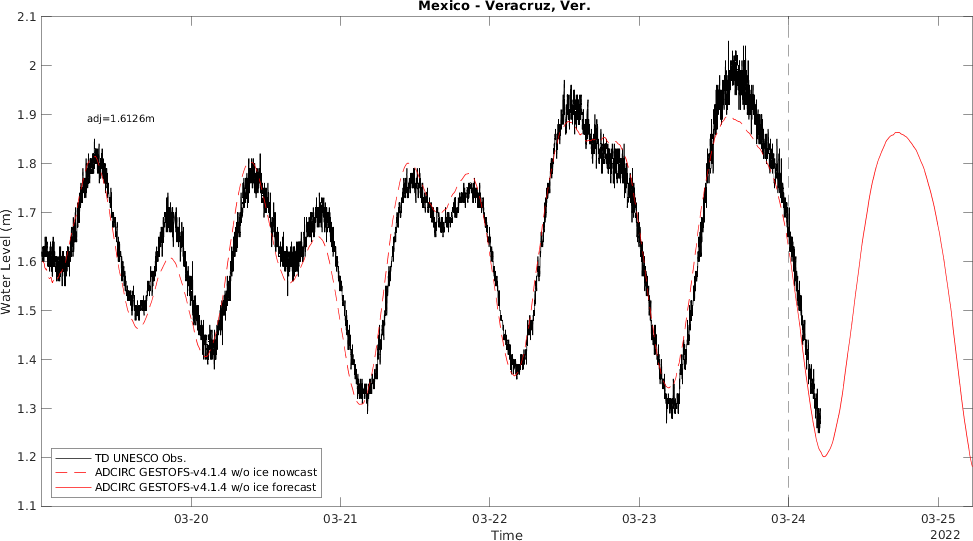 Mexico - Veracruz, Ver.
2.1
2
1.9
1.8
1.7
1.6
1.5
1.4
1.3
1.2
1.1
Water Level (m)
adj=1.6126m
TD UNESCO Obs.
ADCIRC GESTOFS-v4.1.4 w/o ice nowcast
ADCIRC GESTOFS-v4.1.4 w/o ice forecast
03-20 03-21 03-22 03-23 03-24 03-25
Time 2022